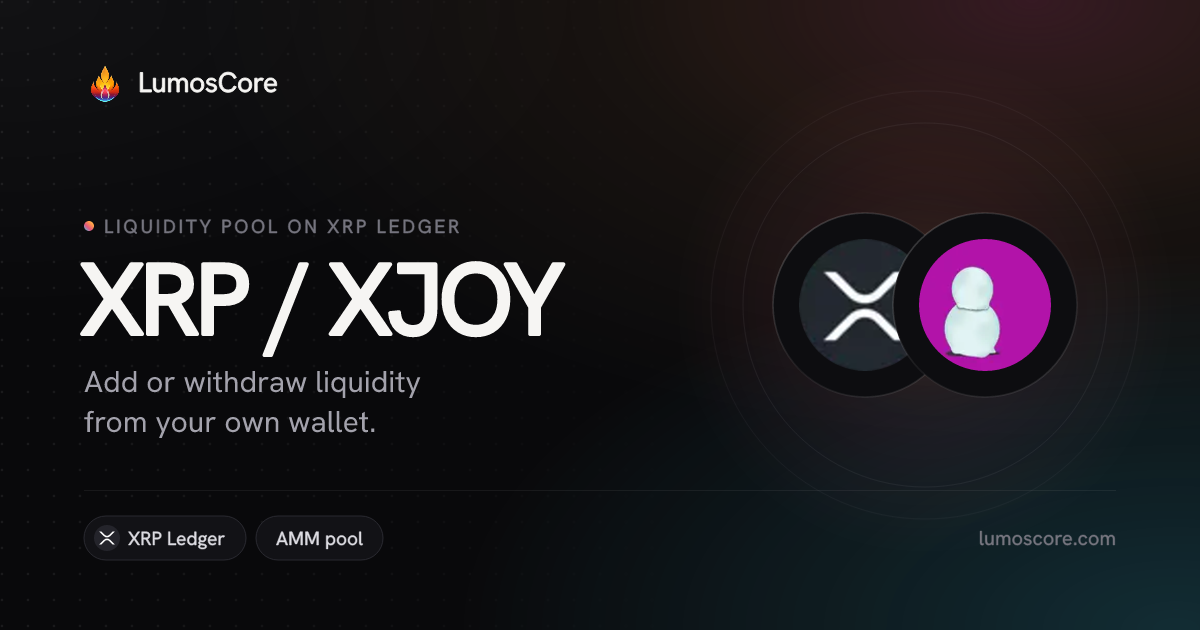 LumosCore
LIQUIDITY POOL ON XRP LEDGER
XRP / XJOY
Add or withdraw liquidity
from your own wallet.
XRP Ledger
AMM pool
lumoscore.com